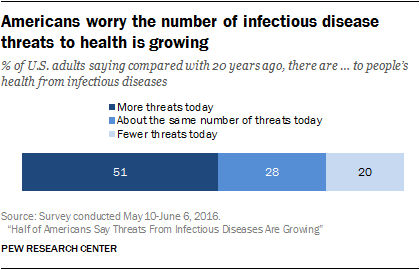 Americans worry the number of infectious disease
threats to health is growing
% of U.S. adults saying compared with 20 years ago, there are ... to people's
health from infectious diseases
More threats today
About the same number of threats today
Fewer threats today
51 28 20
Source: Survey conducted May 10-June 6, 2016.
“Half of Americans Say Threats From Infectious Diseases Are Growing”
PEW RESEARCH CENTER